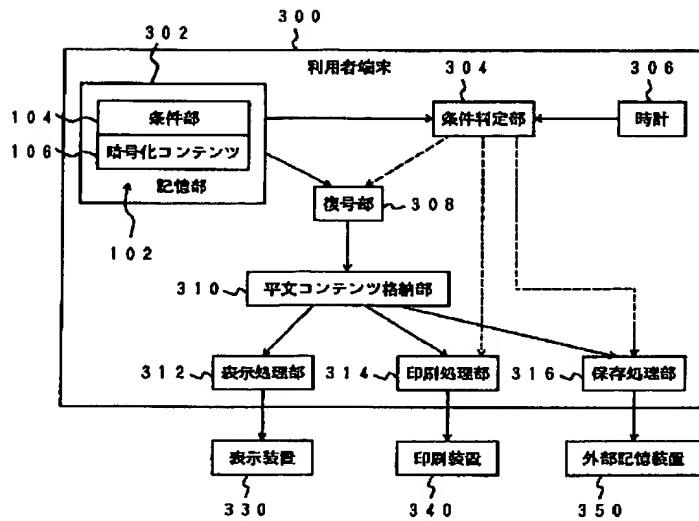 300
302
利用者端末
304
306
104
条件部
条件判定部
時計
106
暗号化コンテンツ
記憶部
復号部
308
102
310
平文コンテンツ格納部
312
表示処理部
314
印刷処理部
316
保存処理部
表示装置
印刷装置
外部記憶装置
330
340
350